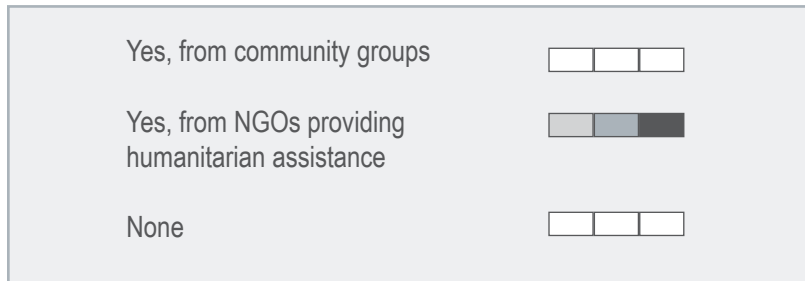 Yes, from community groups
Yes, from NGOs providing
humanitarian assistance
None